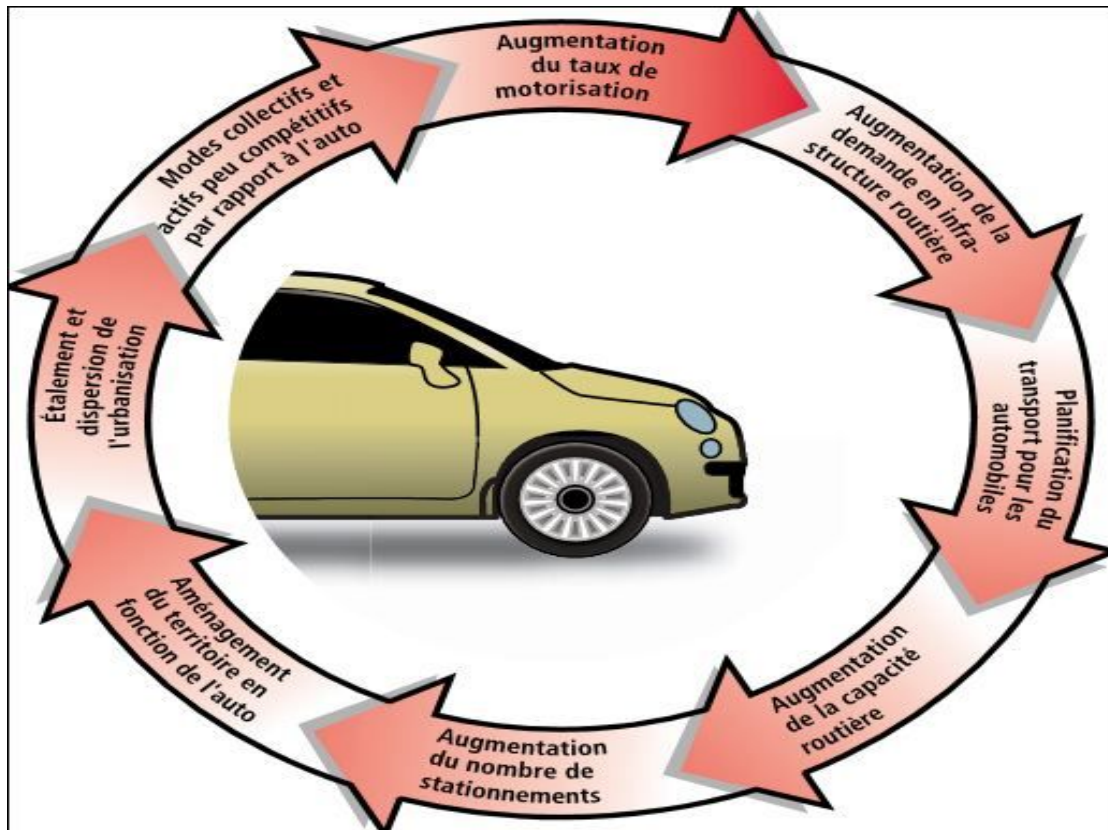 Augmentation
du taux de
motorisation
Augmentation de la
demande en infra-
structure routière
Planification du
transport pour les
automobiles
Augmentation
de la capacité
routière
Augmentation
du nombre de
stationnements
Aménagement
du territoire en
fonction de l'auto
Étalement et
dispersion de
l'urbanisation
Modes collectifs et
actifs peu compétitifs
par rapport à l'auto